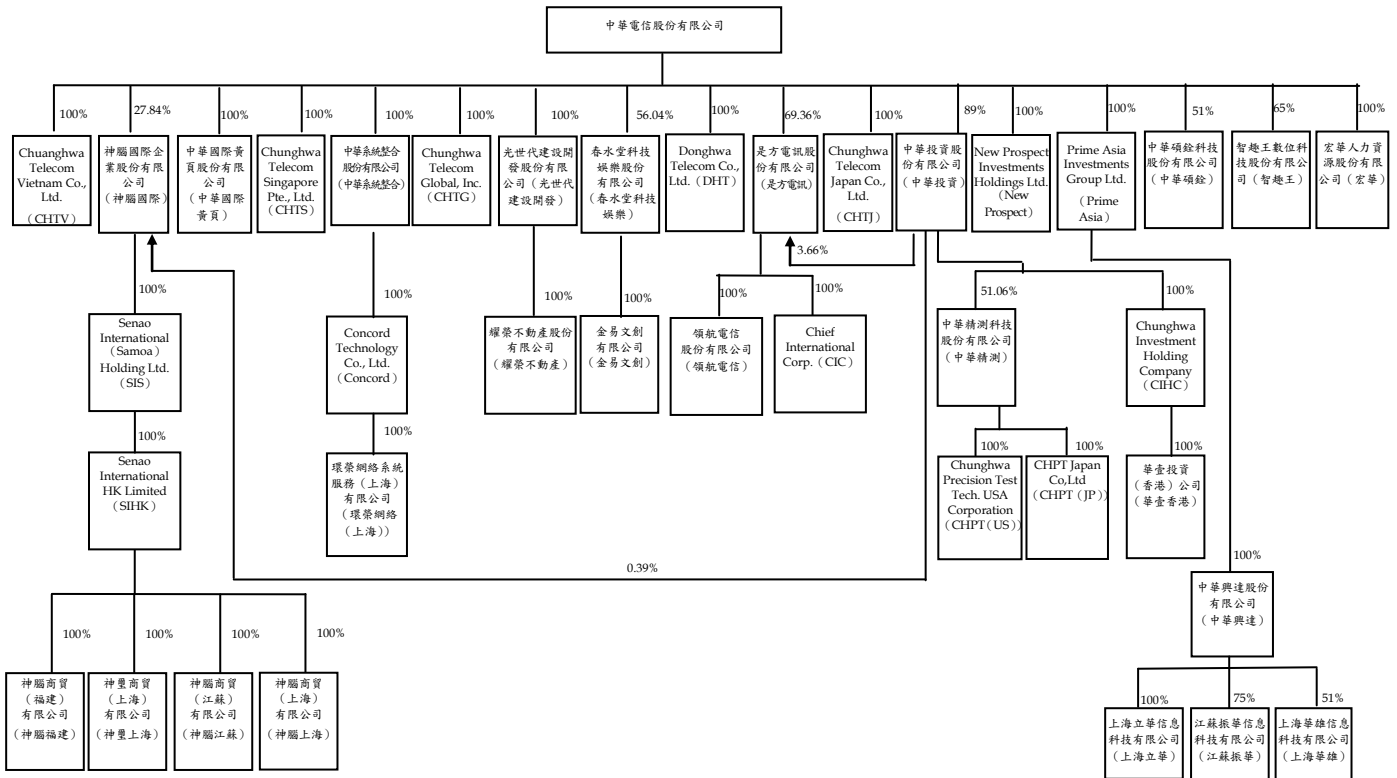 中華電信股份有限公司
100%
27.84%
100%
100%
100%
100%
100%
56.04%
100%
69.36%
100%
89%
100%
100%
51%
65%
100%
Chuanghwa
Telecom
Vietnam Co.,
Ltd.
(CHTV)
神腦國際企
業股份有限
公司
(神腦國際)
中華國際黃
頁股份有限
公司
(中華國際
黃頁)
Chunghwa
Telecom
Singapore
Pte., Ltd.
(CHTS)
中華系統整合
股份有限公司
(中華系統整合)
Chunghwa
Telecom
Global, Inc.
(CHTG)
光世代建設開
發股份有限
公司(光世代
建設開發)
春水堂科技
娛樂股份有
限公司
(春水堂科技
娛樂)
Donghwa
Telecom Co.,
Ltd.(DHT)
是方電訊股
份有限公司
(是方電訊)
Chunghwa
Telecom
Japan Co.,
Ltd.
(CHTJ)
中華投資股
份有限公司
(中華投資)
New Prospect
Investments
Holdings Ltd.
(New
Prospect)
Prime Asia
Investments
Group Ltd.
(Prime
Asia)
中華碩銓科技
股份有限公司
(中華碩銓)
智趣王數位科
技股份有限公
司(智趣王)
宏華人力資
源股份有限
公司(宏華)
3.66%
100%
100%
100%
100%
100%
100%
51.06%
100%
Senao
International
(Samoa)
Holding Ltd.
(SIS)
Concord
Technology
Co., Ltd.
(Concord)
耀榮不動產股份
有限公司
(耀榮不動產)
金易文創
有限公司
(金易文創)
領航電信
股份有限公司
(領航電信)
Chief
International
Corp.(CIC)
中華精測科技
股份有限公司
(中華精測)
Chunghwa
Investment
Holding
Company
(CIHC)
100%
100%
100%
100%
100%
Senao
International
HK Limited
(SIHK)
環榮網絡系統
服務(上海)
有限公司
(環榮網絡
(上海))
Chunghwa
Precision Test
Tech. USA
Corporation
(CHPT(US))
CHPT Japan
Co,Ltd
(CHPT(JP))
華壹投資
(香港)公司
(華壹香港)
0.39%
100%
中華興達股份
有限公司
(中華興達)
100%
100%
100%
100%
神腦商貿
(福建)
有限公司
(神腦福建)
神璽商貿
(上海)
有限公司
(神璽上海)
神腦商貿
(江蘇)
有限公司
(神腦江蘇)
神腦商貿
(上海)
有限公司
(神腦上海)
100%
75%
51%
上海立華信息
科技有限公司
(上海立華)
江蘇振華信息
科技有限公司
(江蘇振華)
上海華雄信息
科技有限公司
(上海華雄)